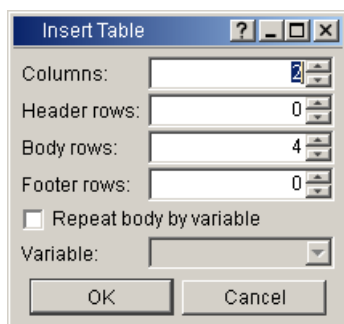 Insert Table
Columns: 2
Header rows: 0
Body rows: 4
Footer rows: 0
Repeat body by variable
Variable:
OK Cancel